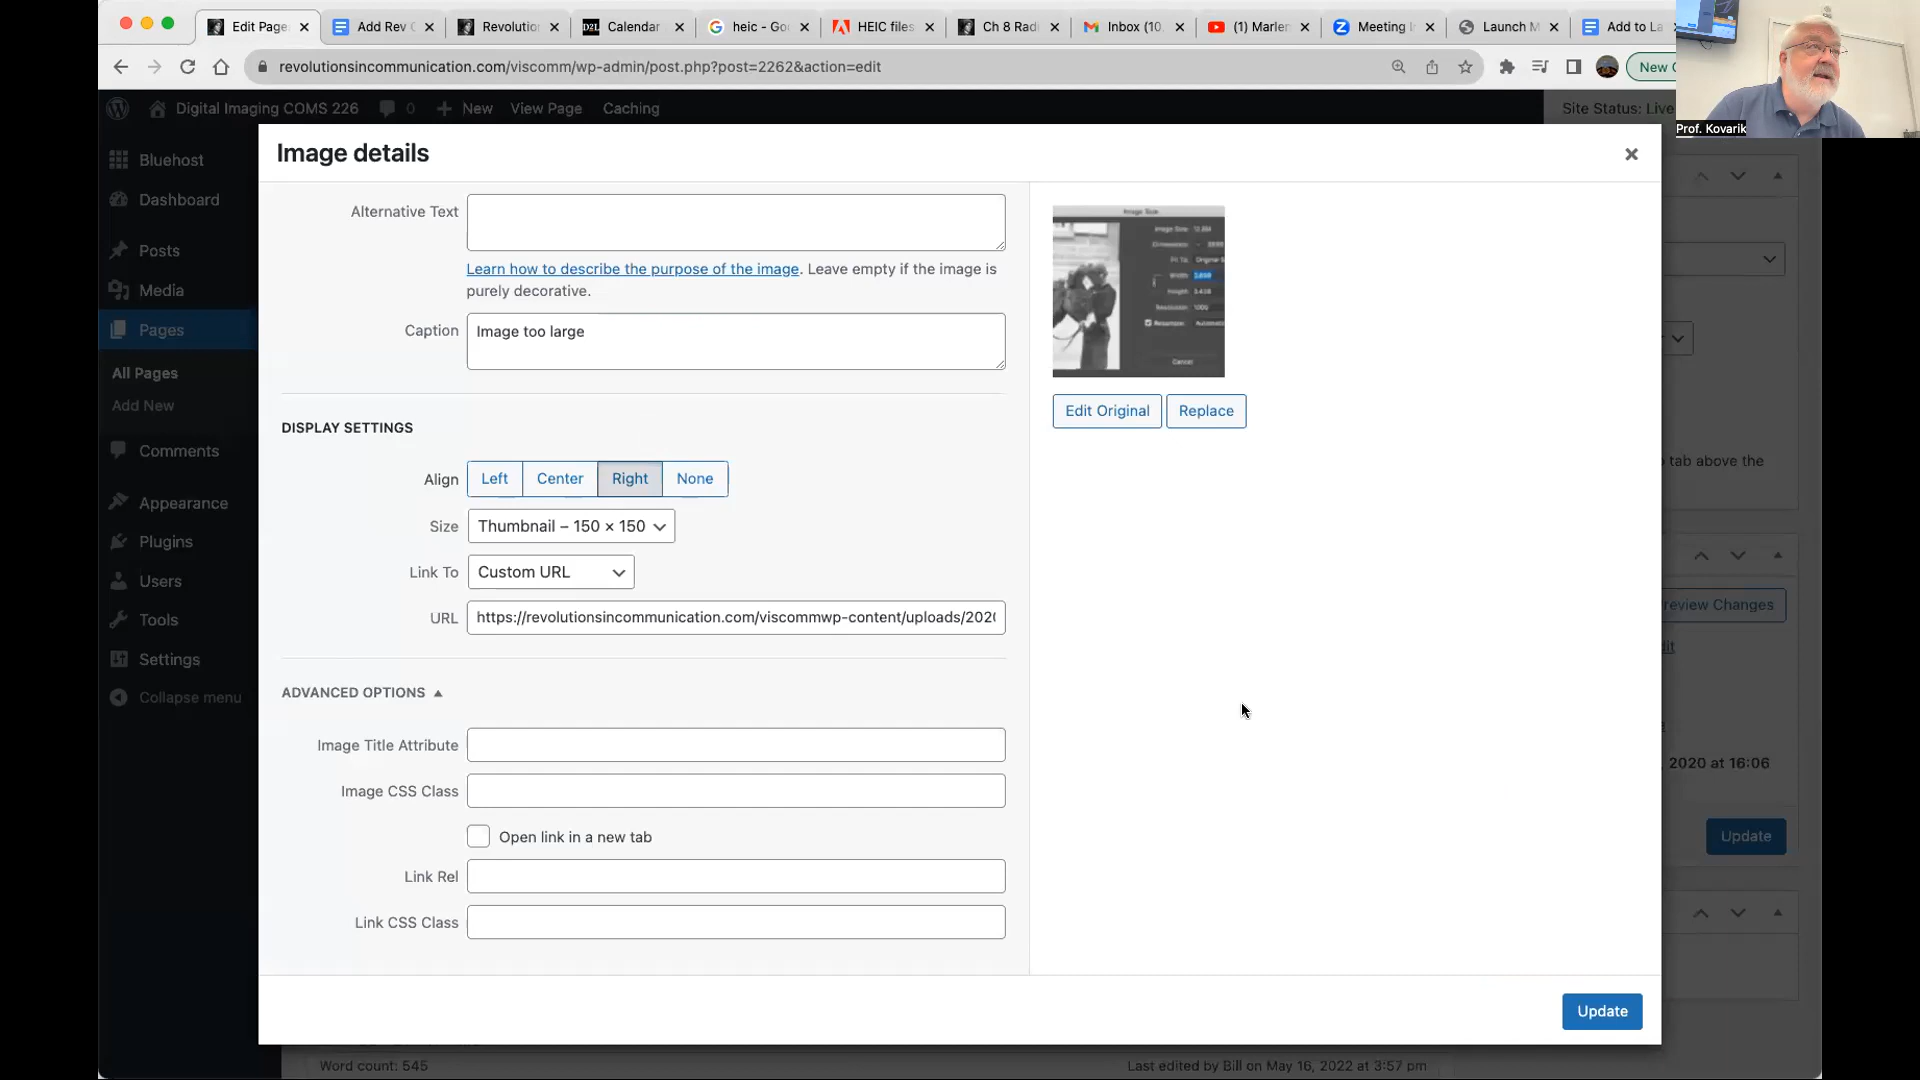 Edit Page
Add Rev
Revolution
D2L Calendar
heic - Go
HEIC files
Ch 8 Radi
Inbox (10
(1) Marlen
Meeting I
Launch M
Add to La
revolutionsincommunication.com/viscomm/wp-admin/post.php?post=2262&action=edit
New C
Prof. Kovarik
Digital Imaging COMS 226
0
New
View Page
Caching
Site Status: Live
Bluehost
Dashboard
Posts
Media
Pages
All Pages
Add New
Comments
Appearance
Plugins
Users
Tools
Settings
Collapse menu
Image details
Alternative Text
Learn how to describe the purpose of the image. Leave empty if the image is
purely decorative.
Caption
Image too large
DISPLAY SETTINGS
Align
Left
Center
Right
None
Size
Thumbnail – 150 × 150
Link To
Custom URL
URL
https://revolutionsincommunication.com/viscommwp-content/uploads/202
ADVANCED OPTIONS
Image Title Attribute
Image CSS Class
Open link in a new tab
Link Rel
Link CSS Class
Image Size
Cancel
Edit Original
Replace
Update
tab above the
review Changes
dit
2020 at 16:06
Update
Word count: 545
Last edited by Bill on May 16, 2022 at 3:57 pm